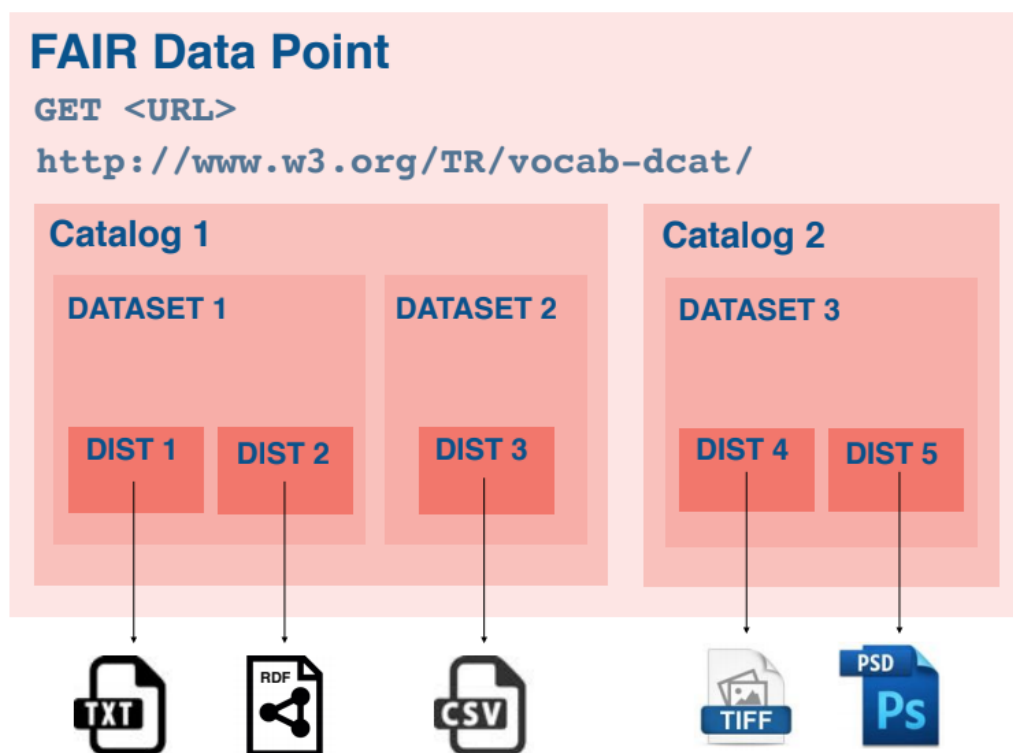 FAIR Data Point
GET <URL>
http://www.w3.org/TR/vocab-dcat/
Catalog 1
DATASET 1
DATASET 2
DIST 1
DIST 2
DIST 3
Catalog 2
DATASET 3
DIST 4
DIST 5
TXT
RDF
CSV
TIFF
PSD
Ps